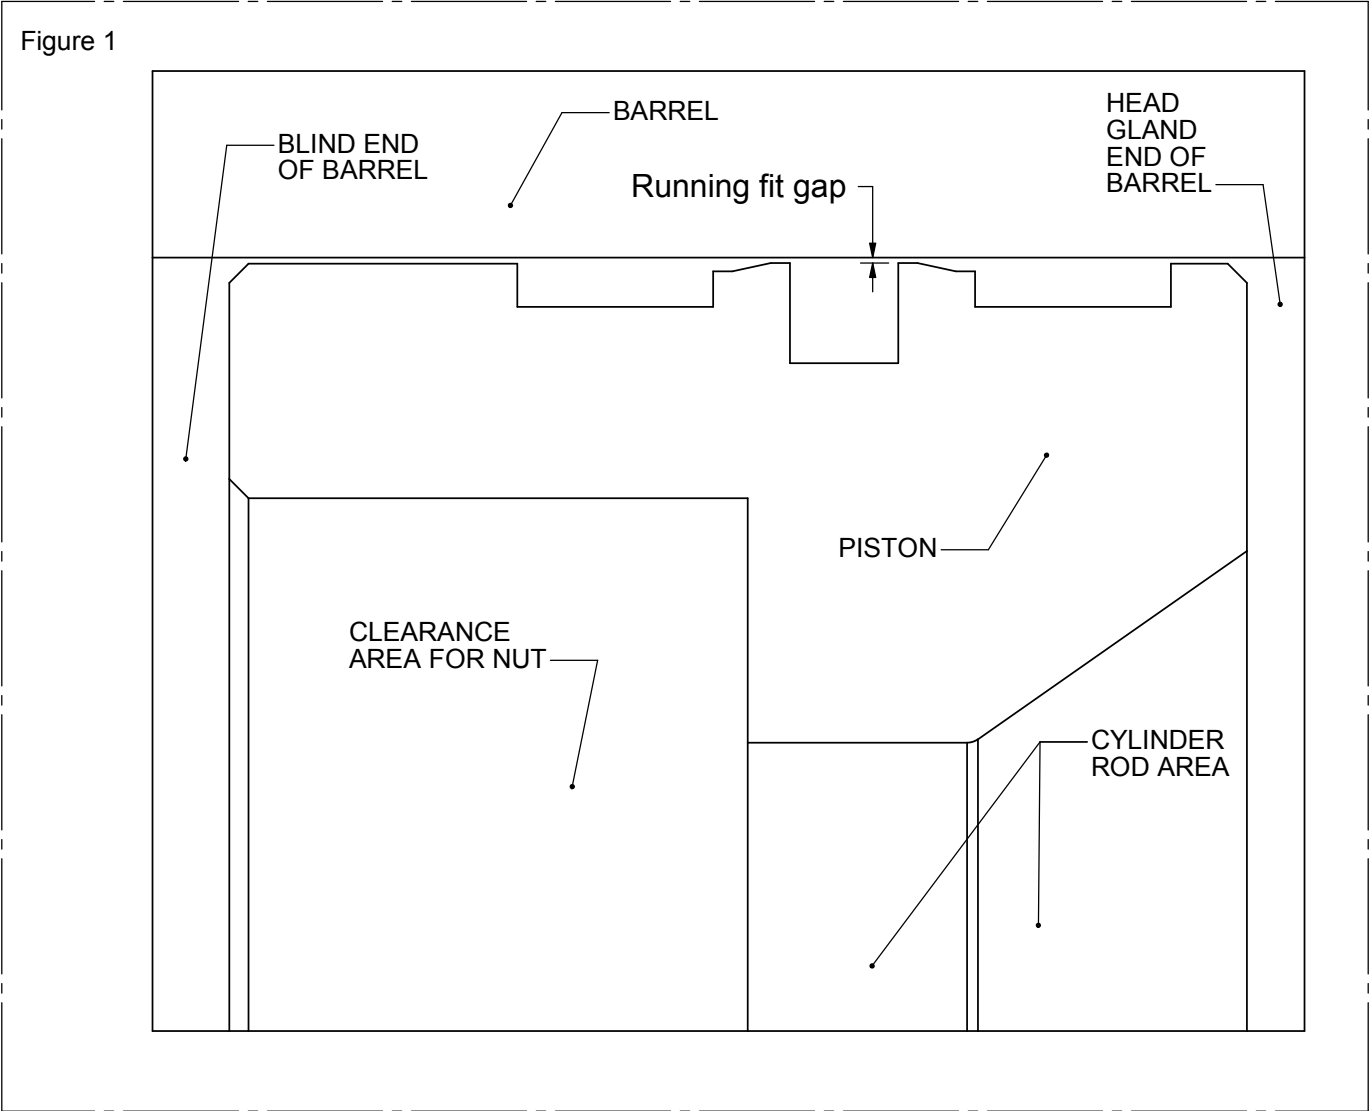 Figure 1
BARREL
BLIND END
OF BARREL
Running fit gap
HEAD
GLAND
END OF
BARREL
PISTON
CLEARANCE
AREA FOR NUT
CYLINDER
ROD AREA